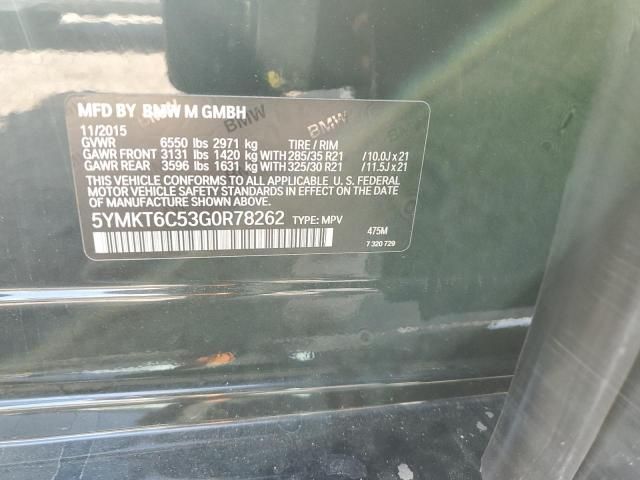 MFD BY BMW M GMBH
11/2015
GVWR 6550 lbs 2971 kg TIRE / RIM
GAWR FRONT 3131 lbs 1420 kg WITH 285/35 R21 / 10.0J x 21
GAWR REAR 3596 lbs 1631 kg WITH 325/30 R21 / 11.5J x 21
THIS VEHICLE CONFORMS TO ALL APPLICABLE U.S. FEDERAL
MOTOR VEHICLE SAFETY STANDARDS IN EFFECT ON THE DATE
OF MANUFACTURE SHOWN ABOVE.
5YMKT6C53G0R78262 TYPE: MPV 475M
7 320 729
BMW
BMW